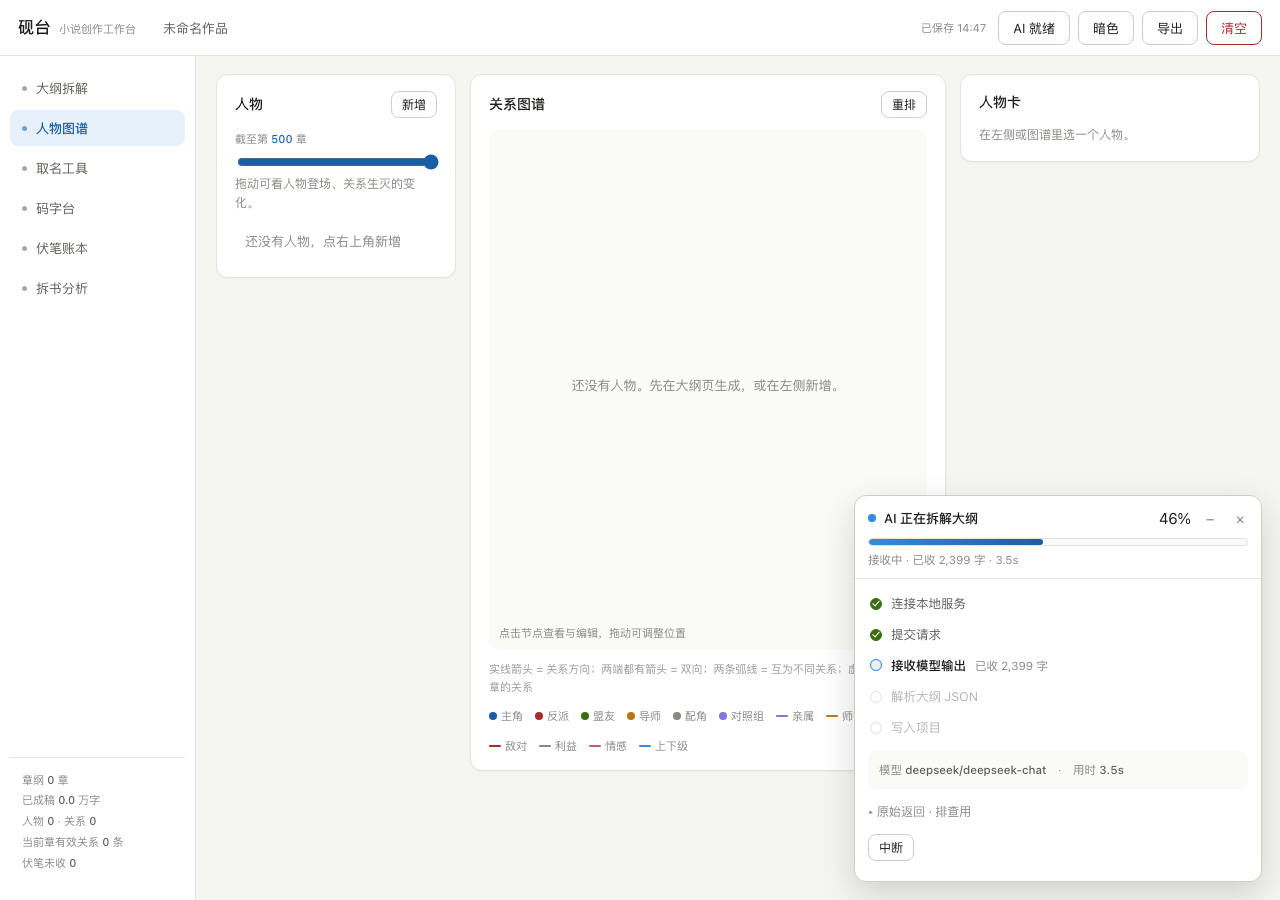 砚台 小说创作工作台 未命名作品 已保存 14:47 AI 就绪 暗色 导出 清空
大纲拆解
人物图谱
取名工具
码字台
伏笔账本
拆书分析
章纲 0 章
已成稿 0.0 万字
人物 0 · 关系 0
当前章有效关系 0 条
伏笔未收 0
人物 新增
截至第 500 章
拖动可看人物登场、关系生灭的变
化。
还没有人物，点右上角新增
关系图谱 重排
还没有人物。先在大纲页生成，或在左侧新增。
点击节点查看与编辑，拖动可调整位置
实线箭头 = 关系方向；两端都有箭头 = 双向；两条弧线 = 互为不同关系；
章的关系
主角 反派 盟友 导师 配角 对照组 亲属 师
敌对 利益 情感 上下级
人物卡
在左侧或图谱里选一个人物。
AI 正在拆解大纲 46% − ×
接收中 · 已收 2,399 字 · 3.5s
连接本地服务
提交请求
接收模型输出 已收 2,399 字
解析大纲 JSON
写入项目
模型 deepseek/deepseek-chat · 用时 3.5s
▸ 原始返回 · 排查用
中断